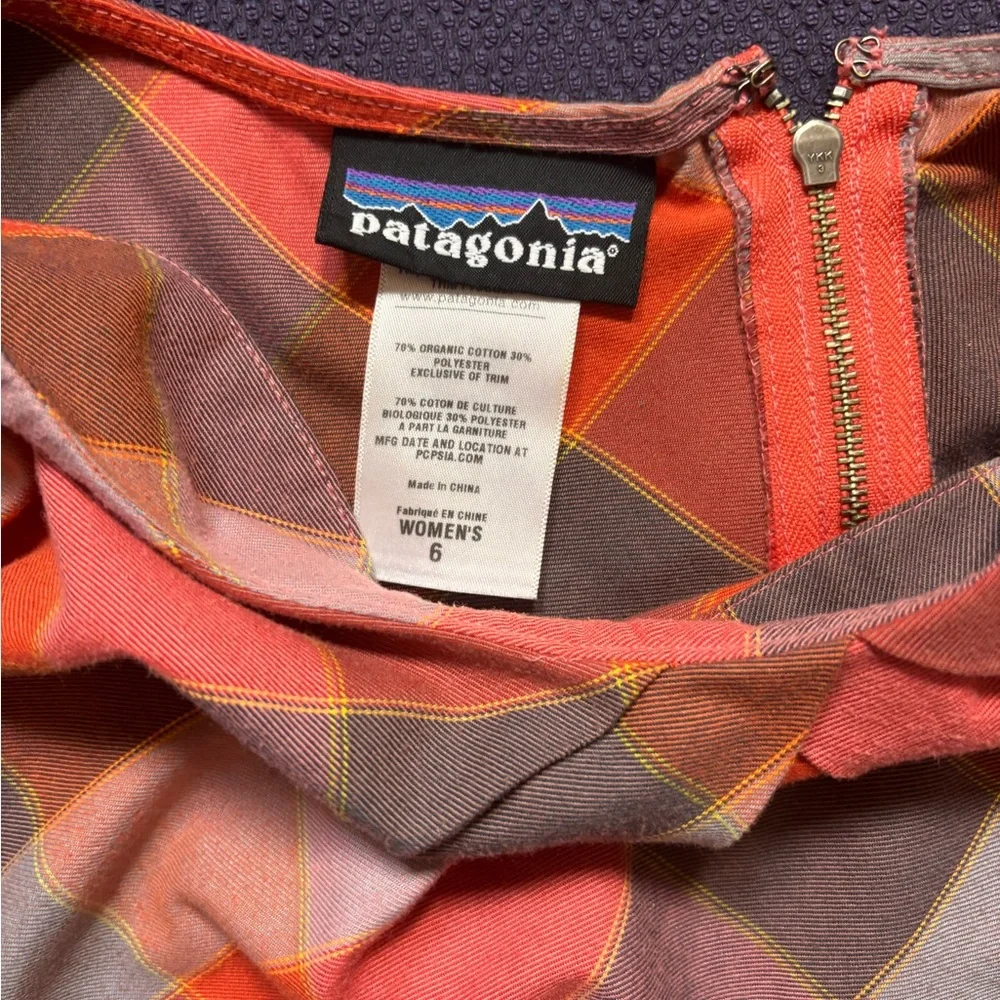 patagonia®
www.patagonia.com
70% ORGANIC COTTON 30%
POLYESTER
EXCLUSIVE OF TRIM
70% COTON DE CULTURE
BIOLOGIQUE 30% POLYESTER
A PART LA GARNITURE
MFG DATE AND LOCATION AT
PCPSIA.COM
Made in CHINA
Fabriqué EN CHINE
WOMEN'S
6
YKK
3